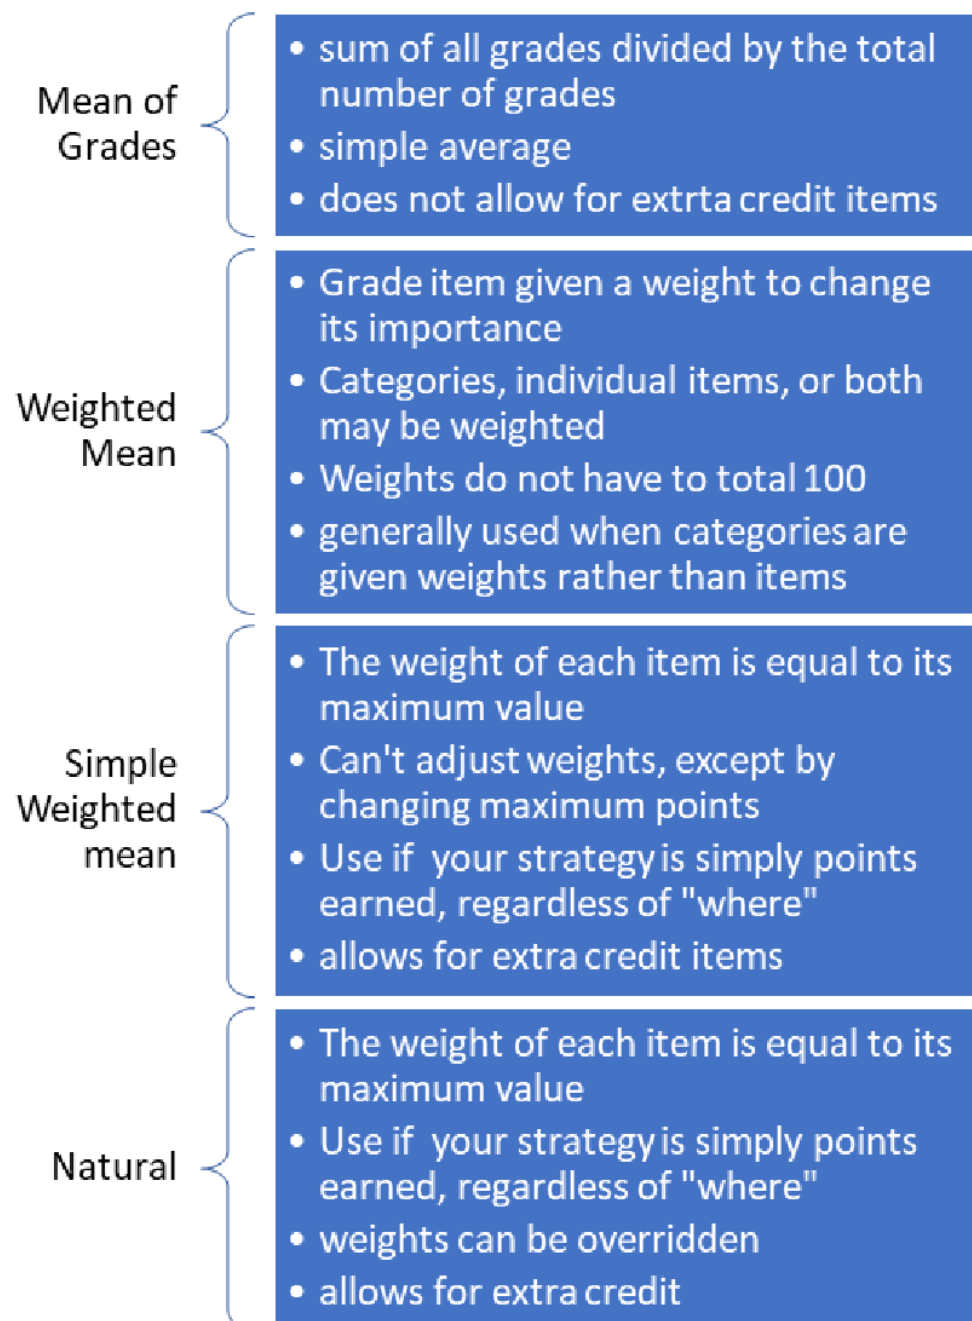 Mean of
Grades
• sum of all grades divided by the total
number of grades
• simple average
• does not allow for extrta credit items
Weighted
Mean
• Grade item given a weight to change
its importance
• Categories, individual items, or both
may be weighted
• Weights do not have to total 100
• generally used when categories are
given weights rather than items
Simple
Weighted
mean
• The weight of each item is equal to its
maximum value
• Can't adjust weights, except by
changing maximum points
• Use if  your strategy is simply points
earned, regardless of "where"
• allows for extra credit items
Natural
• The weight of each item is equal to its
maximum value
• Use if  your strategy is simply points
earned, regardless of "where"
• weights can be overridden
• allows for extra credit